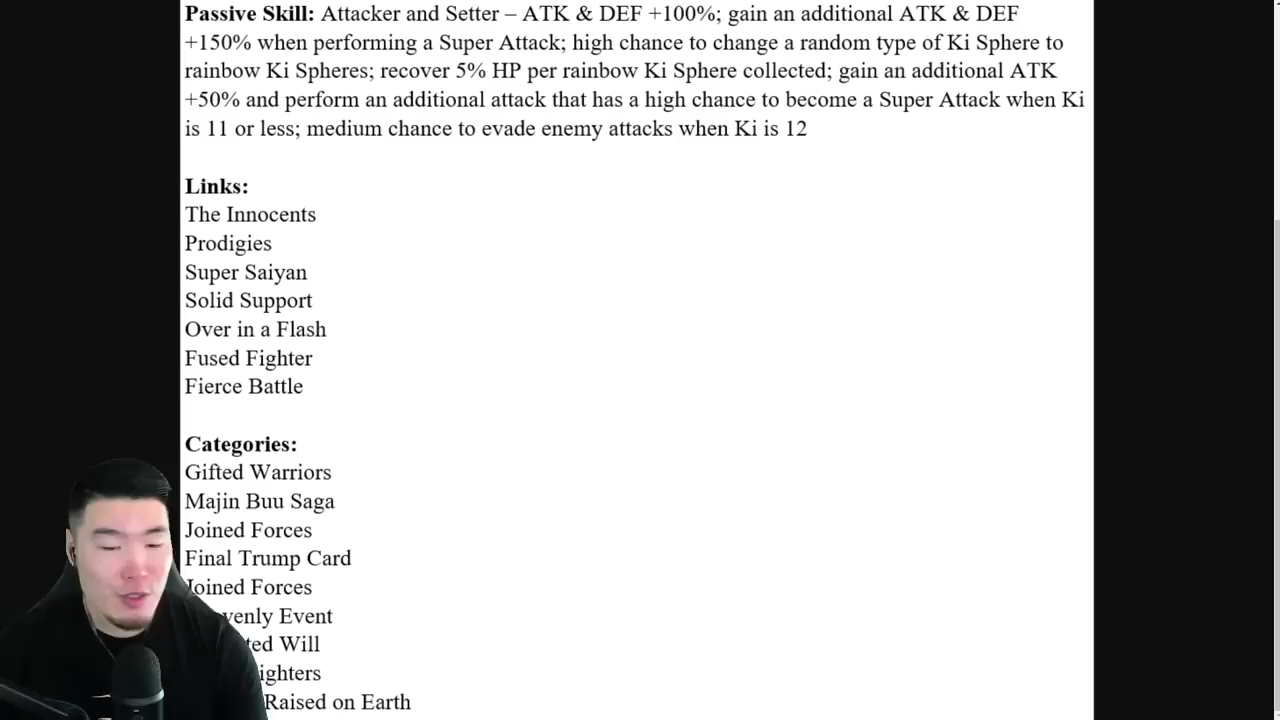 Passive Skill: Attacker and Setter – ATK & DEF +100%; gain an additional ATK & DEF
+150% when performing a Super Attack; high chance to change a random type of Ki Sphere to
rainbow Ki Spheres; recover 5% HP per rainbow Ki Sphere collected; gain an additional ATK
+50% and perform an additional attack that has a high chance to become a Super Attack when Ki
is 11 or less; medium chance to evade enemy attacks when Ki is 12
Links:
The Innocents
Prodigies
Super Saiyan
Solid Support
Over in a Flash
Fused Fighter
Fierce Battle
Categories:
Gifted Warriors
Majin Buu Saga
Joined Forces
Final Trump Card
Joined Forces
Event
Will
Raised on Earth